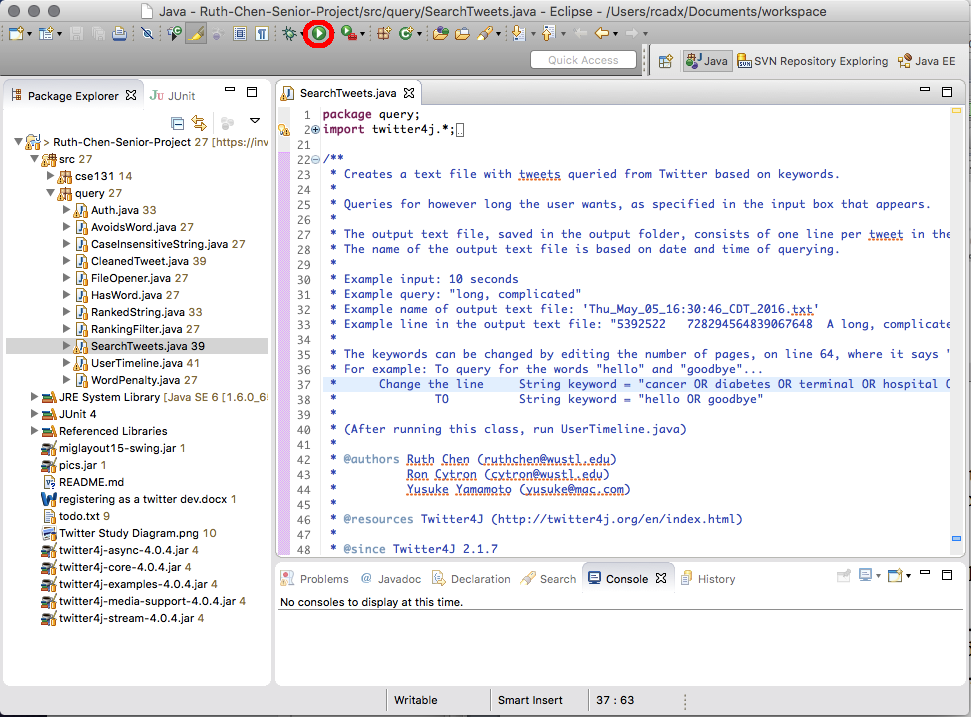 Java - Ruth-Chen-Senior-Project/src/query/SearchTweets.java - Eclipse - /Users/rcadx/Documents/workspace
Quick Access
Java
SVN Repository Exploring
Java EE
Package Explorer
JUnit
> Ruth-Chen-Senior-Project 27 [https://inv
src 27
cse131 14
query 27
Auth.java 33
AvoidsWord.java 27
CaseInsensitiveString.java 27
CleanedTweet.java 39
FileOpener.java 27
HasWord.java 27
RankedString.java 33
RankingFilter.java 27
SearchTweets.java 39
UserTimeline.java 41
WordPenalty.java 27
JRE System Library [Java SE 6 [1.6.0_65
JUnit 4
Referenced Libraries
miglayout15-swing.jar 1
pics.jar 1
README.md
registering as a twitter dev.docx 1
todo.txt 9
Twitter Study Diagram.png 10
twitter4j-async-4.0.4.jar 4
twitter4j-core-4.0.4.jar 4
twitter4j-examples-4.0.4.jar 4
twitter4j-media-support-4.0.4.jar 4
twitter4j-stream-4.0.4.jar 4
SearchTweets.java
1 package query;
2 import twitter4j.*;
21
22 /**
23 * Creates a text file with tweets queried from Twitter based on keywords.
24 *
25 * Queries for however long the user wants, as specified in the input box that appears.
26 *
27 * The output text file, saved in the output folder, consists of one line per tweet in the
28 * The name of the output text file is based on date and time of querying.
29 *
30 * Example input: 10 seconds
31 * Example query: "long, complicated"
32 * Example name of output text file: 'Thu_May_05_16:30:46_CDT_2016.txt'
33 * Example line in the output text file: "5392522 728294564839067648 A long, complicate
34 *
35 * The keywords can be changed by editing the number of pages, on line 64, where it says '
36 * For example: To query for the words "hello" and "goodbye"...
37 * Change the line String keyword = "cancer OR diabetes OR terminal OR hospital O
38 * TO String keyword = "hello OR goodbye"
39 *
40 * (After running this class, run UserTimeline.java)
41 *
42 * @authors Ruth Chen (ruthchen@wustl.edu)
43 * Ron Cytron (cytron@wustl.edu)
44 * Yusuke Yamamoto (yusuke@mac.com)
45 *
46 * @resources Twitter4J (http://twitter4j.org/en/index.html)
47 *
48 * @since Twitter4J 2.1.7
Problems
Javadoc
Declaration
Search
Console
History
No consoles to display at this time.
Writable
Smart Insert
37 : 63